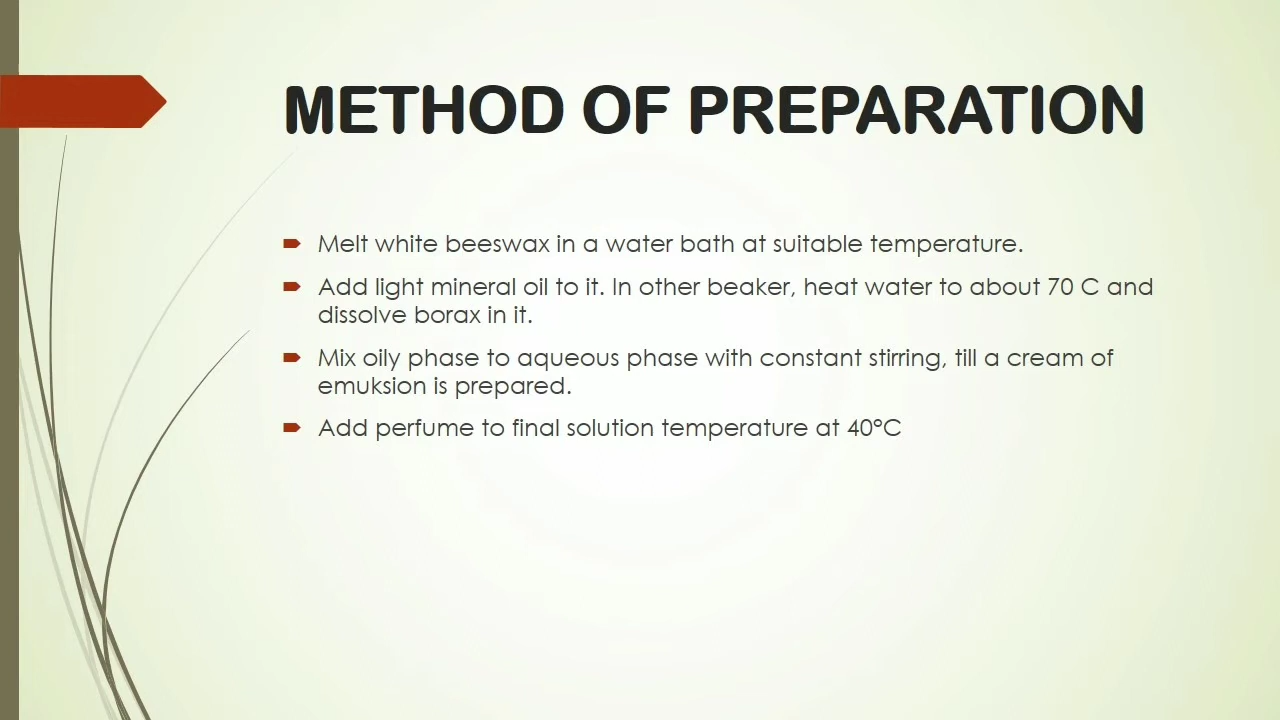 METHOD OF PREPARATION
Melt white beeswax in a water bath at suitable temperature.
Add light mineral oil to it. In other beaker, heat water to about 70 C and
dissolve borax in it.
Mix oily phase to aqueous phase with constant stirring, till a cream of
emuksion is prepared.
Add perfume to final solution temperature at 40°C